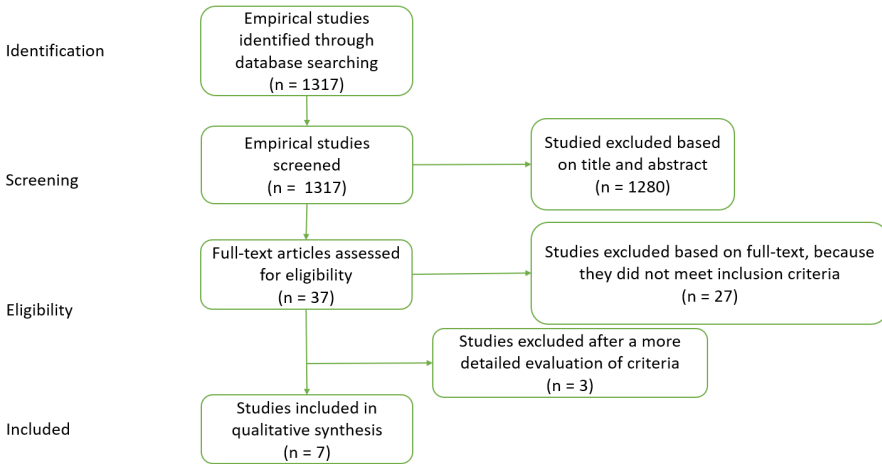 Identification
Empirical studies
identified through
database searching
(n = 1317)
Screening
Empirical studies
screened
(n = 1317)
Studied excluded based
on title and abstract
(n = 1280)
Eligibility
Full-text articles assessed
for eligibility
(n = 37)
Studies excluded based on full-text, because
they did not meet inclusion criteria
(n = 27)
Studies excluded after a more
detailed evaluation of criteria
(n = 3)
Included
Studies included in
qualitative synthesis
(n = 7)